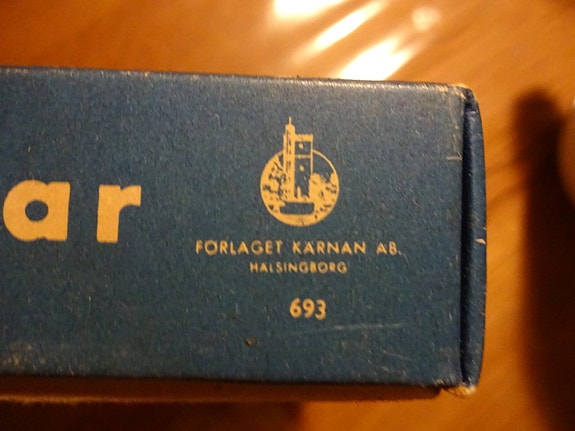 ar
FÖRLAGET KÄRNAN AB.
HÄLSINGBORG
693